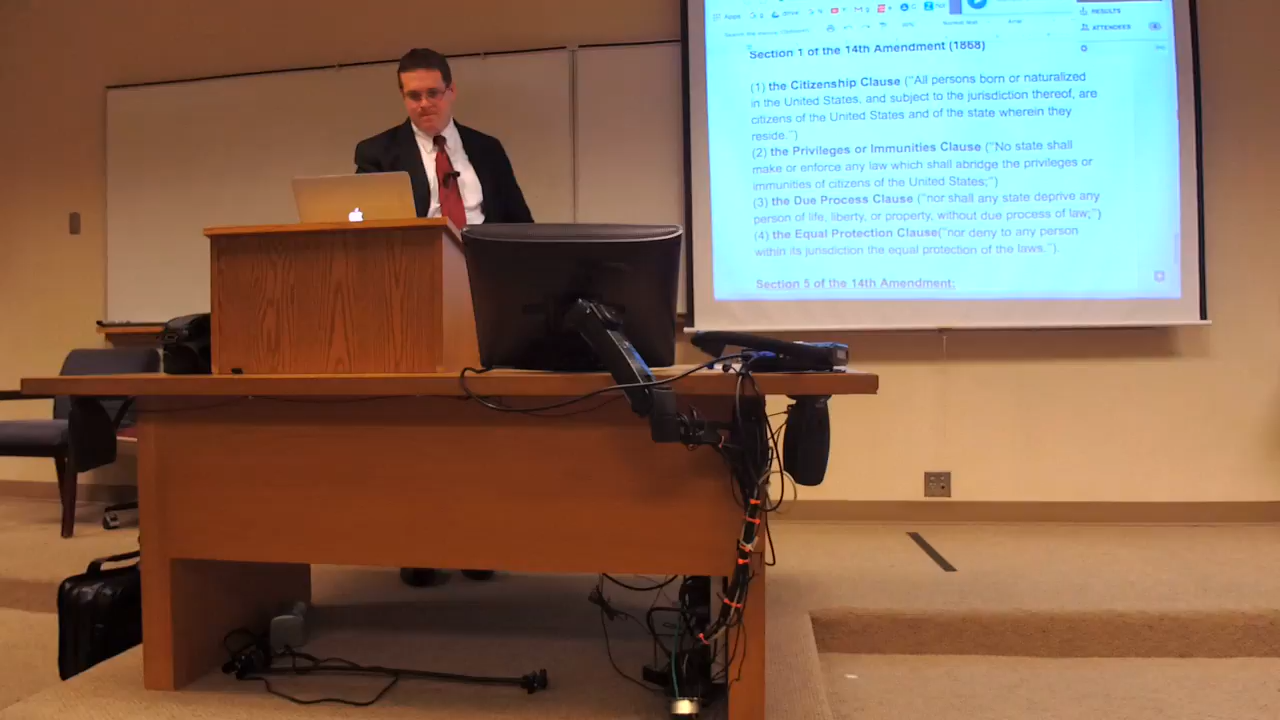 Apps
drive
RESULTS
ATTENDEES
4
Normal text
Arial
Section 1 of the 14th Amendment (1868)
(1) the Citizenship Clause ("All persons born or naturalized
in the United States, and subject to the jurisdiction thereof, are
citizens of the United States and of the state wherein they
reside.")
(2) the Privileges or Immunities Clause ("No state shall
make or enforce any law which shall abridge the privileges or
immunities of citizens of the United States;")
(3) the Due Process Clause ("nor shall any state deprive any
person of life, liberty, or property, without due process of law;")
(4) the Equal Protection Clause("nor deny to any person
within its jurisdiction the equal protection of the laws.").
Section 5 of the 14th Amendment: